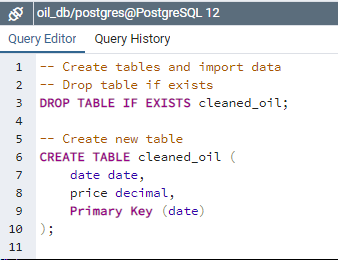 oil_db/postgres@PostgreSQL 12
Query Editor Query History
1 -- Create tables and import data
2 -- Drop table if exists
3 DROP TABLE IF EXISTS cleaned_oil;
4
5 -- Create new table
6 CREATE TABLE cleaned_oil (
7 date date,
8 price decimal,
9 Primary Key (date)
10 );
11